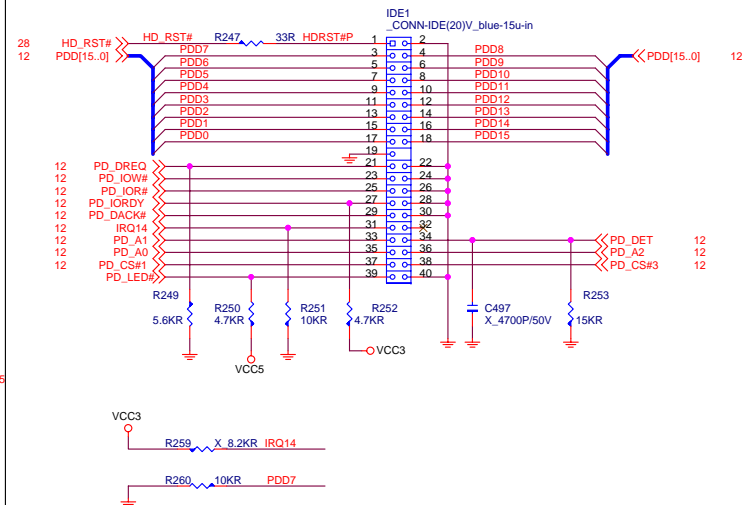 IDE1
_CONN-IDE(20)V_blue-15u-in
28 HD_RST# HD_RST# R247 33R HDRST#P 1 2
12 PDD[15..0] PDD7 3 4 PDD8 PDD[15..0] 12
PDD6 5 6 PDD9
PDD5 7 8 PDD10
PDD4 9 10 PDD11
PDD3 11 12 PDD12
PDD2 13 14 PDD13
PDD1 15 16 PDD14
PDD0 17 18 PDD15
19
12 PD_DREQ 21 22
12 PD_IOW# 23 24
12 PD_IOR# 25 26
12 PD_IORDY 27 28
12 PD_DACK# 29 30
12 IRQ14 31 32
12 PD_A1 33 34 PD_DET 12
12 PD_A0 35 36 PD_A2 12
12 PD_CS#1 37 38 PD_CS#3 12
PD_LED# 39 40
R249
5.6KR
R250
4.7KR
R251
10KR
R252
4.7KR
C497
X_4700P/50V
R253
15KR
VCC3
VCC5
5
VCC3
R259 X_8.2KR IRQ14
R260 10KR PDD7